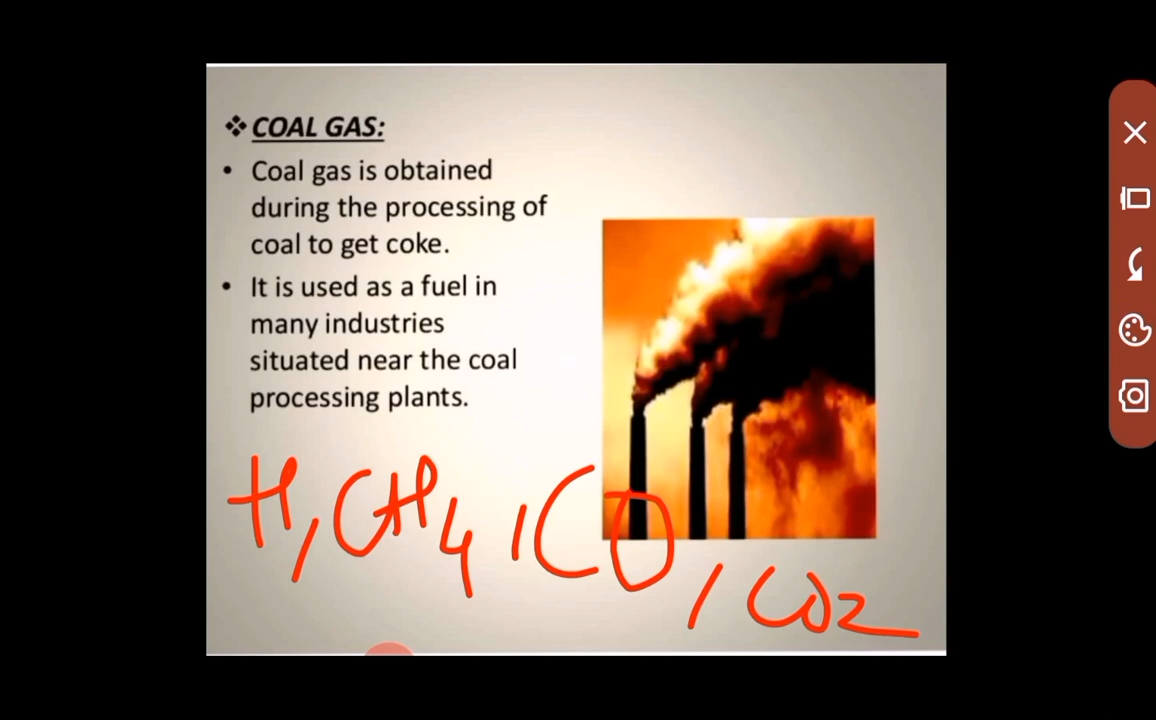 ❖ COAL GAS:
• Coal gas is obtained
during the processing of
coal to get coke.
• It is used as a fuel in
many industries
situated near the coal
processing plants.
H, CH4, CO, CO2